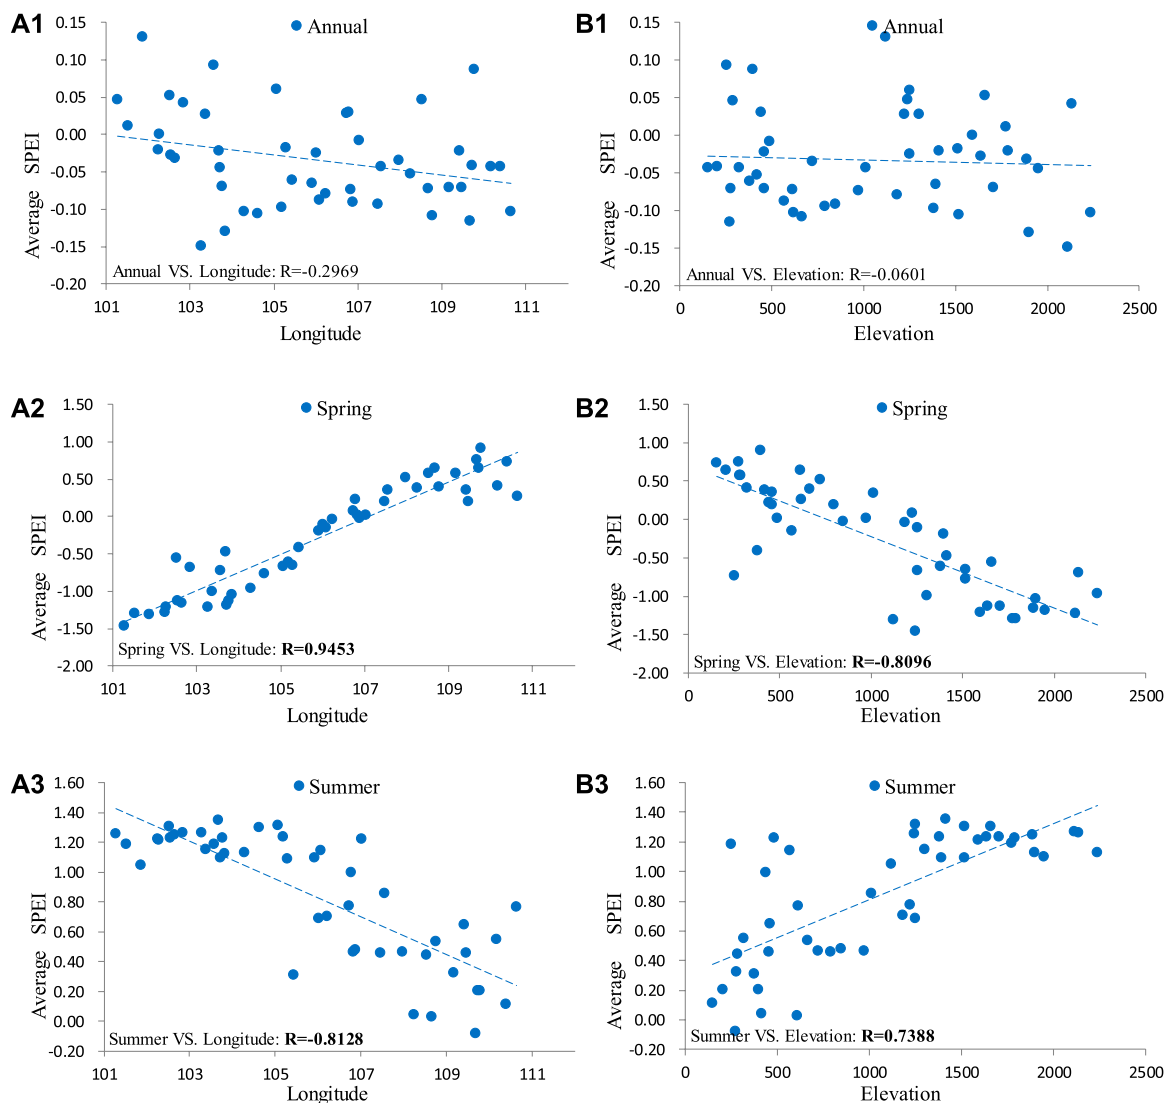 A1
Annual
0.15
0.10
0.05
0.00
-0.05
-0.10
-0.15
-0.20
Average SPEI
Annual VS. Longitude: R=-0.2969
101 103 105 107 109 111
Longitude
B1
Annual
0.15
0.10
0.05
0.00
-0.05
-0.10
-0.15
-0.20
Average SPEI
Annual VS. Elevation: R=-0.0601
0 500 1000 1500 2000 2500
Elevation
A2
Spring
1.50
1.00
0.50
0.00
-0.50
-1.00
-1.50
-2.00
Average SPEI
Spring VS. Longitude: R=0.9453
101 103 105 107 109 111
Longitude
B2
Spring
1.50
1.00
0.50
0.00
-0.50
-1.00
-1.50
-2.00
Average SPEI
Spring VS. Elevation: R=-0.8096
0 500 1000 1500 2000 2500
Elevation
A3
Summer
1.60
1.40
1.20
1.00
0.80
0.60
0.40
0.20
0.00
-0.20
Average SPEI
Summer VS. Longitude: R=-0.8128
101 103 105 107 109 111
Longitude
B3
Summer
1.60
1.40
1.20
1.00
0.80
0.60
0.40
0.20
0.00
-0.20
Average SPEI
Summer VS. Elevation: R=0.7388
0 500 1000 1500 2000 2500
Elevation